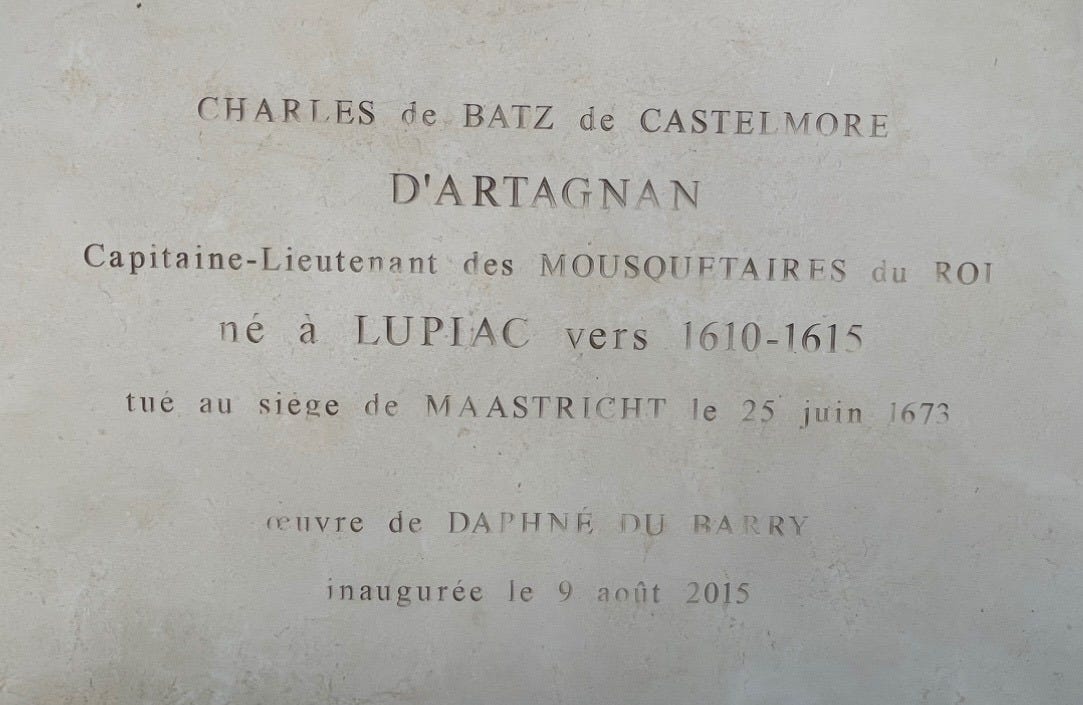 CHARLES de BATZ de CASTELMORE
D'ARTAGNAN
Capitaine-Lieutenant des MOUSQUETAIRES du ROI
né à LUPIAC vers 1610-1615
tué au siège de MAASTRICHT le 25 juin 1673
œuvre de DAPHNÉ DU BARRY
inaugurée le 9 août 2015